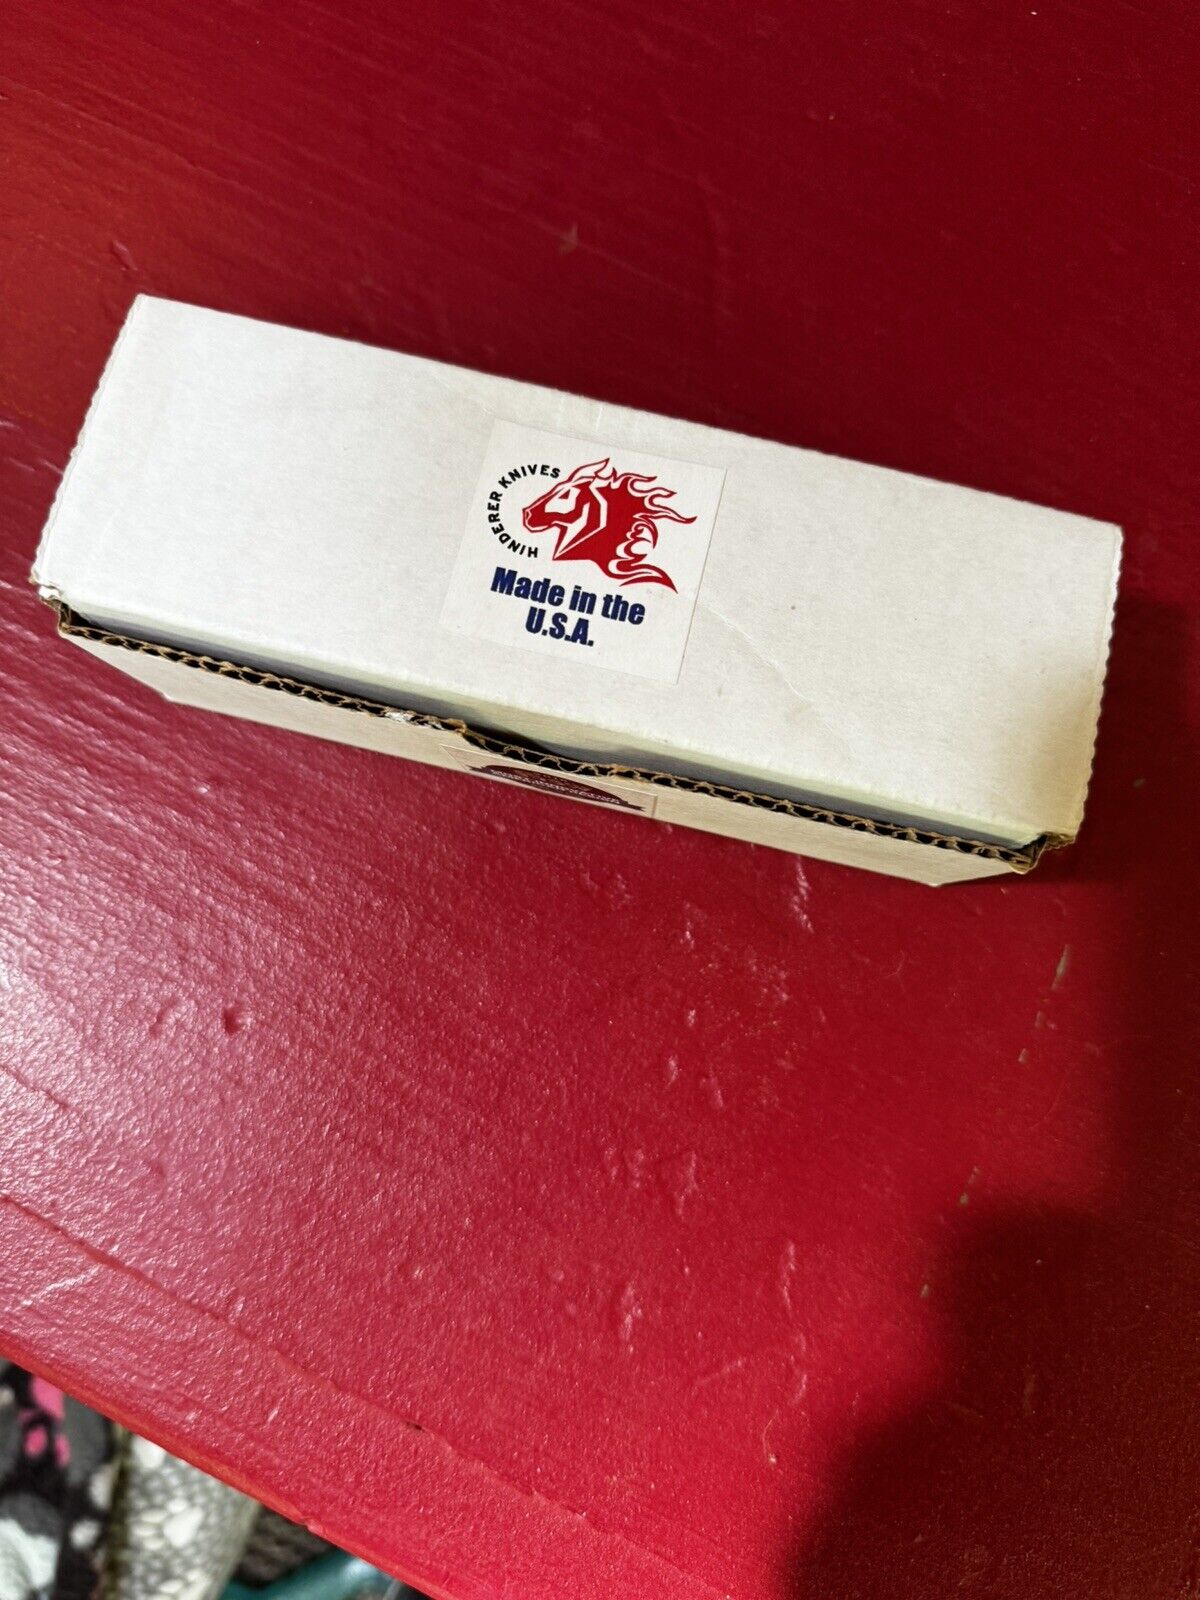 HINDERER KNIVES
Made in the
U.S.A.